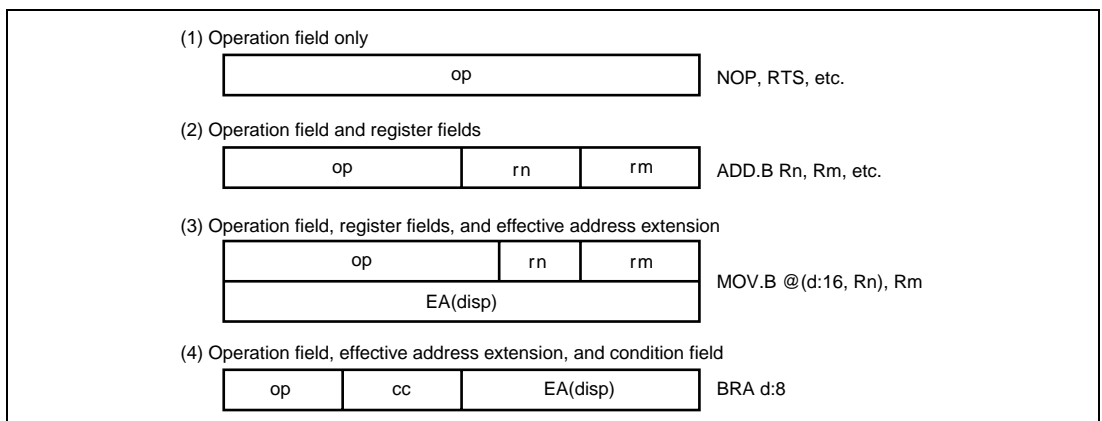 (1) Operation field only
op
NOP, RTS, etc.
(2) Operation field and register fields
op rn rm
ADD.B Rn, Rm, etc.
(3) Operation field, register fields, and effective address extension
op rn rm
EA(disp)
MOV.B @(d:16, Rn), Rm
(4) Operation field, effective address extension, and condition field
op cc EA(disp)
BRA d:8